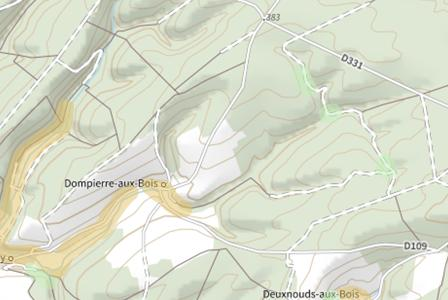 383
D331
Dompierre-aux-Bois
y
D109
Deuxnouds-aux-Bois